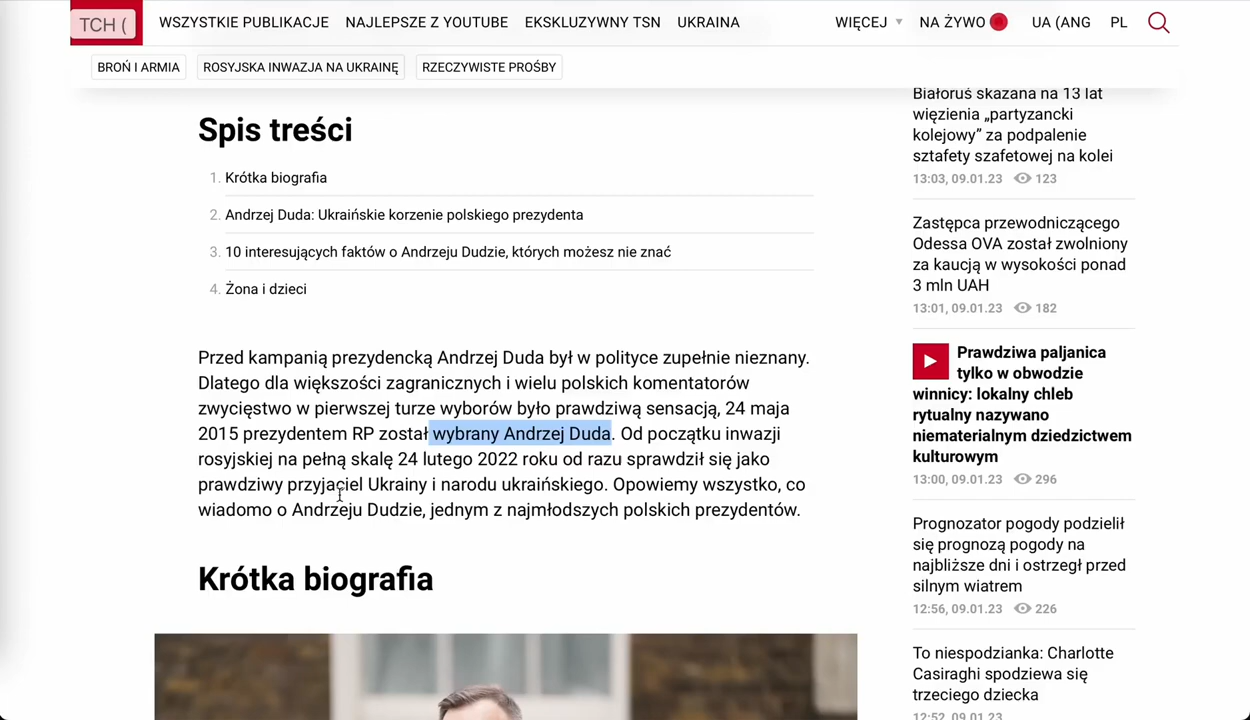 ТСН (
WSZYSTKIE PUBLIKACJE NAJLEPSZE Z YOUTUBE EKSKLUZYWNY TSN UKRAINA WIĘCEJ NA ŻYWO UA (ANG PL
BROŃ I ARMIA ROSYJSKA INWAZJA NA UKRAINĘ RZECZYWISTE PROŚBY
Spis treści
1. Krótka biografia
2. Andrzej Duda: Ukraińskie korzenie polskiego prezydenta
3. 10 interesujących faktów o Andrzeju Dudzie, których możesz nie znać
4. Żona i dzieci
Przed kampanią prezydencką Andrzej Duda był w polityce zupełnie nieznany.
Dlatego dla większości zagranicznych i wielu polskich komentatorów
zwycięstwo w pierwszej turze wyborów było prawdziwą sensacją, 24 maja
2015 prezydentem RP został wybrany Andrzej Duda. Od początku inwazji
rosyjskiej na pełną skalę 24 lutego 2022 roku od razu sprawdził się jako
prawdziwy przyjaciel Ukrainy i narodu ukraińskiego. Opowiemy wszystko, co
wiadomo o Andrzeju Dudzie, jednym z najmłodszych polskich prezydentów.
Krótka biografia
Białoruś skazana na 13 lat
więzienia „partyzancki
kolejowy” za podpalenie
sztafety szafetowej na kolei
13:03, 09.01.23 123
Zastępca przewodniczącego
Odessa OVA został zwolniony
za kaucją w wysokości ponad
3 mln UAH
13:01, 09.01.23 182
Prawdziwa paljanica
tylko w obwodzie
winnicy: lokalny chleb
rytualny nazywano
niematerialnym dziedzictwem
kulturowym
13:00, 09.01.23 296
Prognozator pogody podzielił
się prognozą pogody na
najbliższe dni i ostrzegł przed
silnym wiatrem
12:56, 09.01.23 226
To niespodzianka: Charlotte
Casiraghi spodziewa się
trzeciego dziecka
12:52, 09.01.23